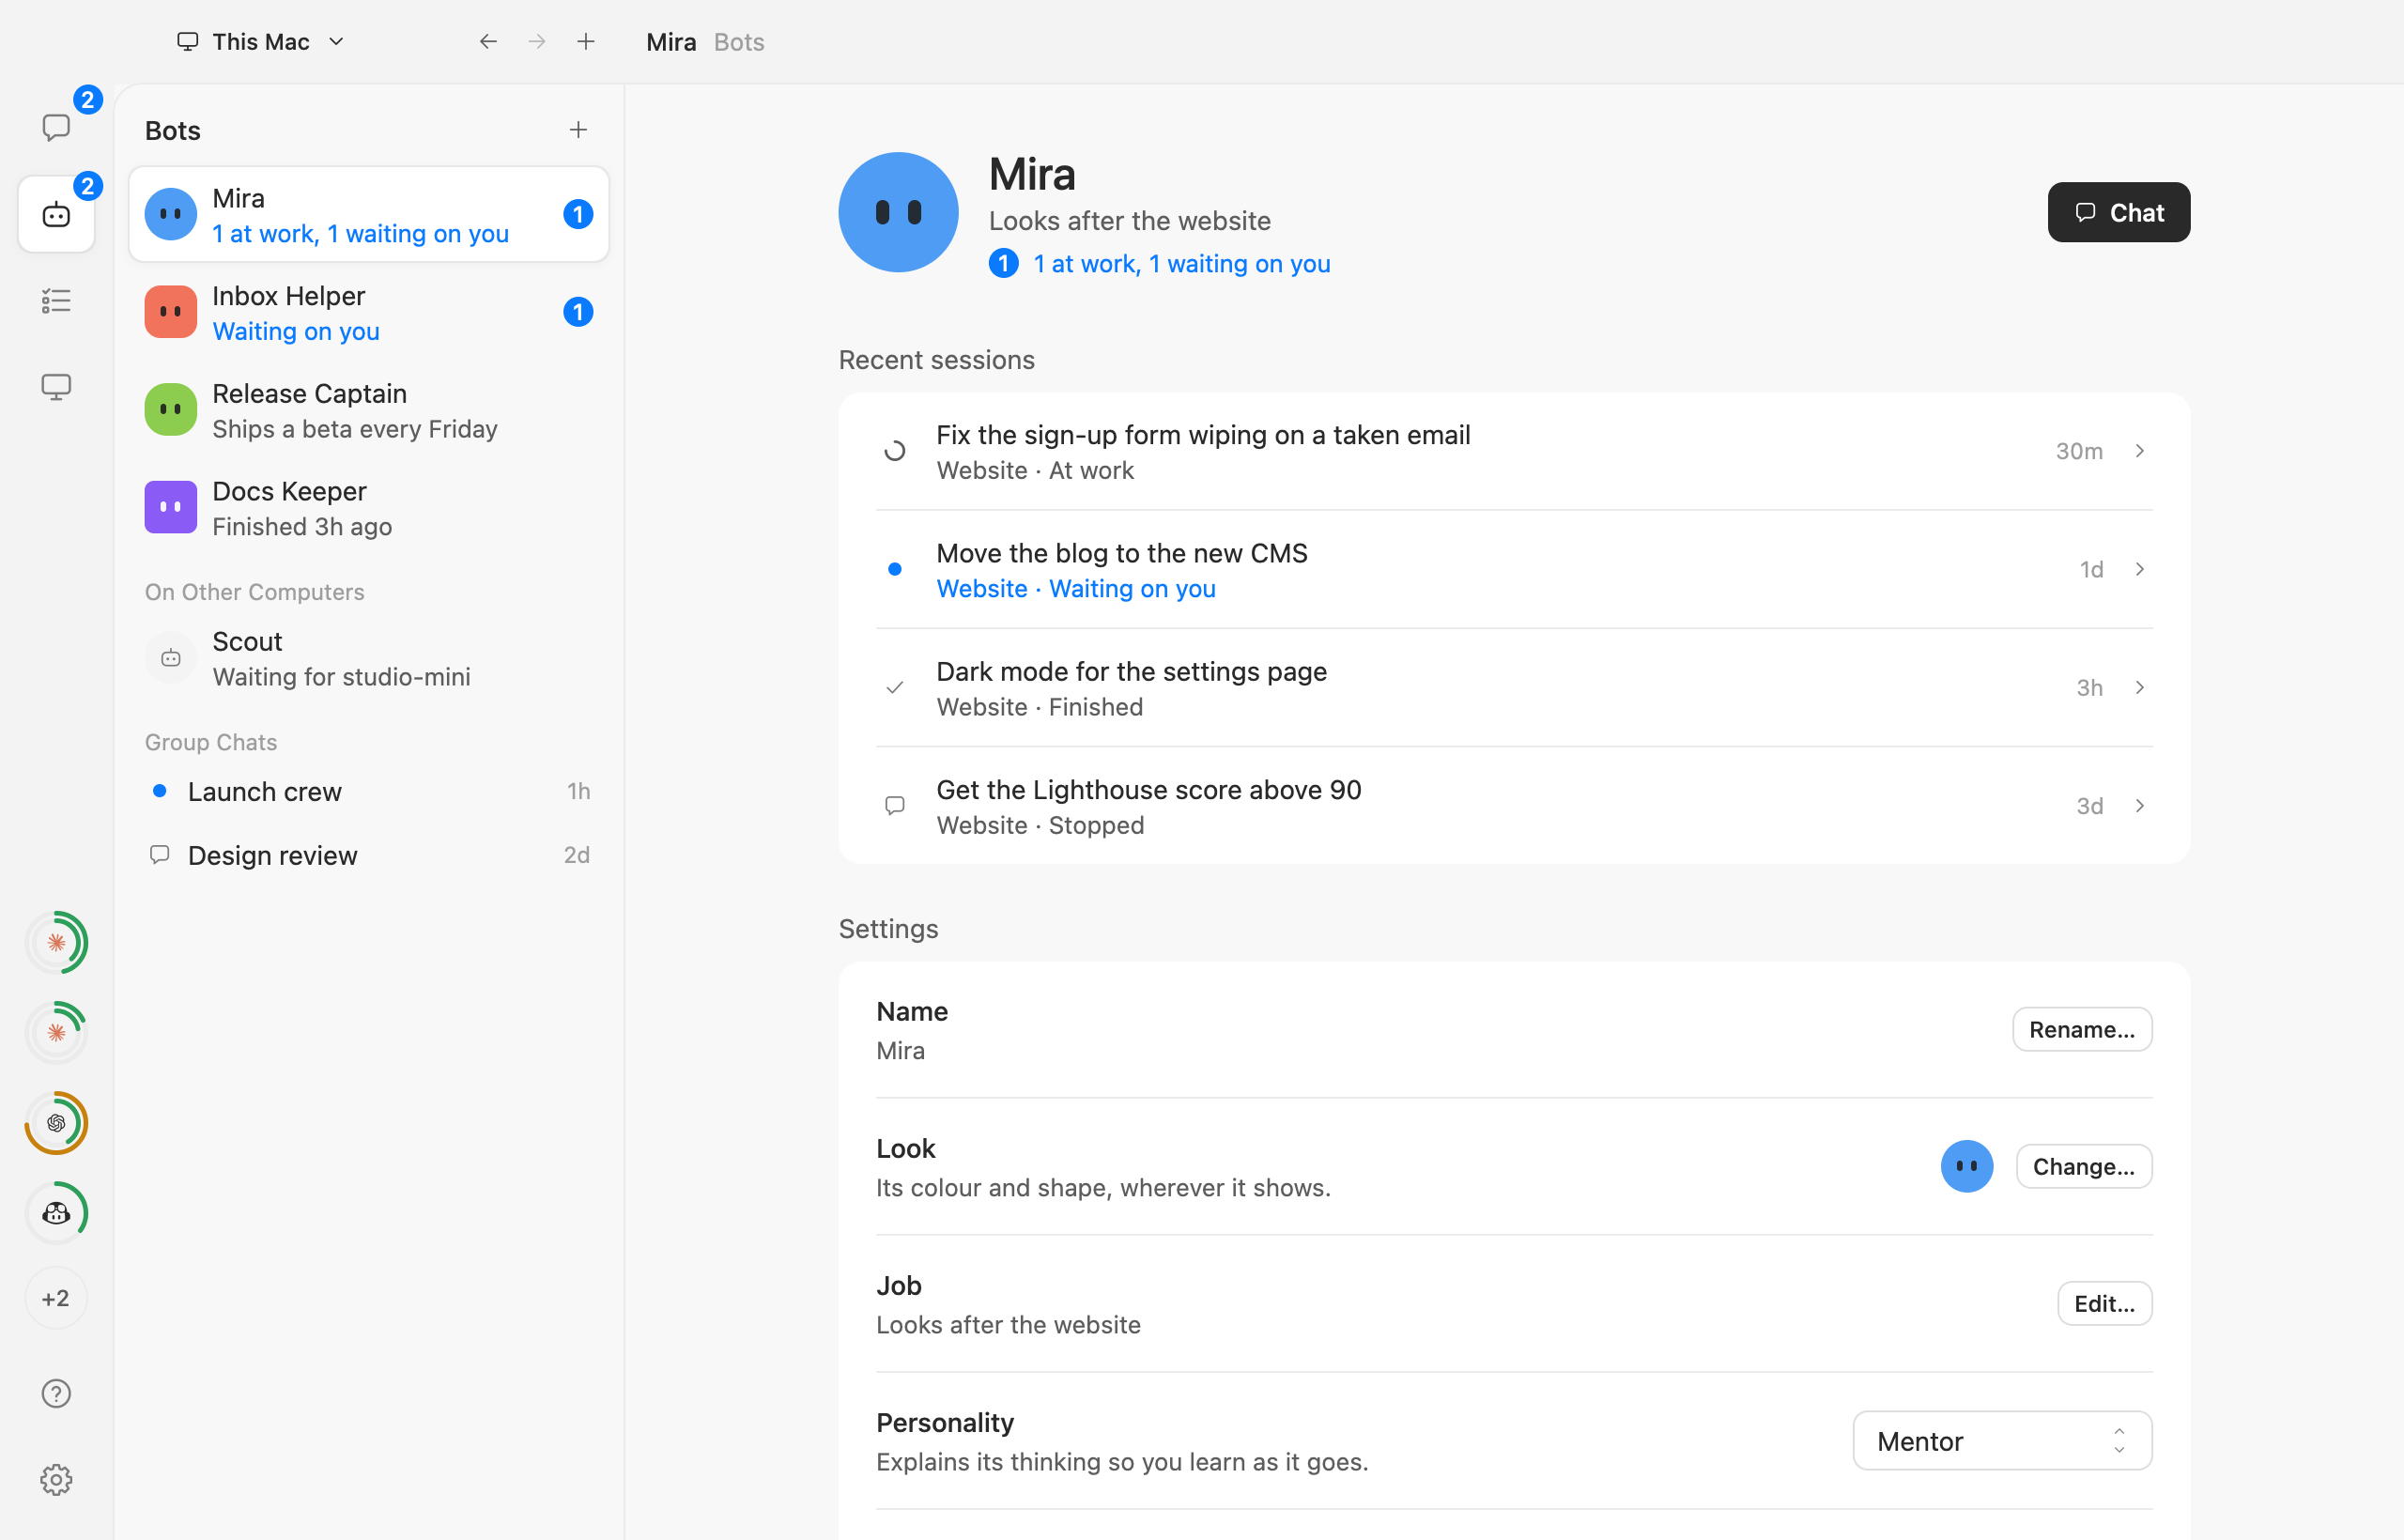 This Mac
Mira Bots
2
2
Bots
Mira
1 at work, 1 waiting on you
1
Inbox Helper
Waiting on you
1
Release Captain
Ships a beta every Friday
Docs Keeper
Finished 3h ago
On Other Computers
Scout
Waiting for studio-mini
Group Chats
Launch crew 1h
Design review 2d
+2
Mira
Looks after the website
1 1 at work, 1 waiting on you
Chat
Recent sessions
Fix the sign-up form wiping on a taken email
Website · At work
30m
Move the blog to the new CMS
Website · Waiting on you
1d
Dark mode for the settings page
Website · Finished
3h
Get the Lighthouse score above 90
Website · Stopped
3d
Settings
Name
Mira
Rename...
Look
Its colour and shape, wherever it shows.
Change...
Job
Looks after the website
Edit...
Personality
Explains its thinking so you learn as it goes.
Mentor